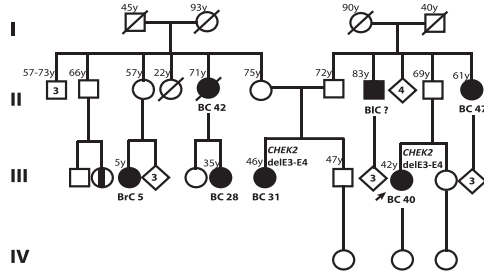 I
45y 93y 90y 40y
II
57-73y 66y 57y 22y 71y 75y 72y 83y 69y 61y
3 4
BC 42 BlC ? BC 47
III
CHEK2 CHEK2
delE3-E4 delE3-E4
5y 35y 46y 47y 42y
3 3 3
BrC 5 BC 28 BC 31 BC 40
IV